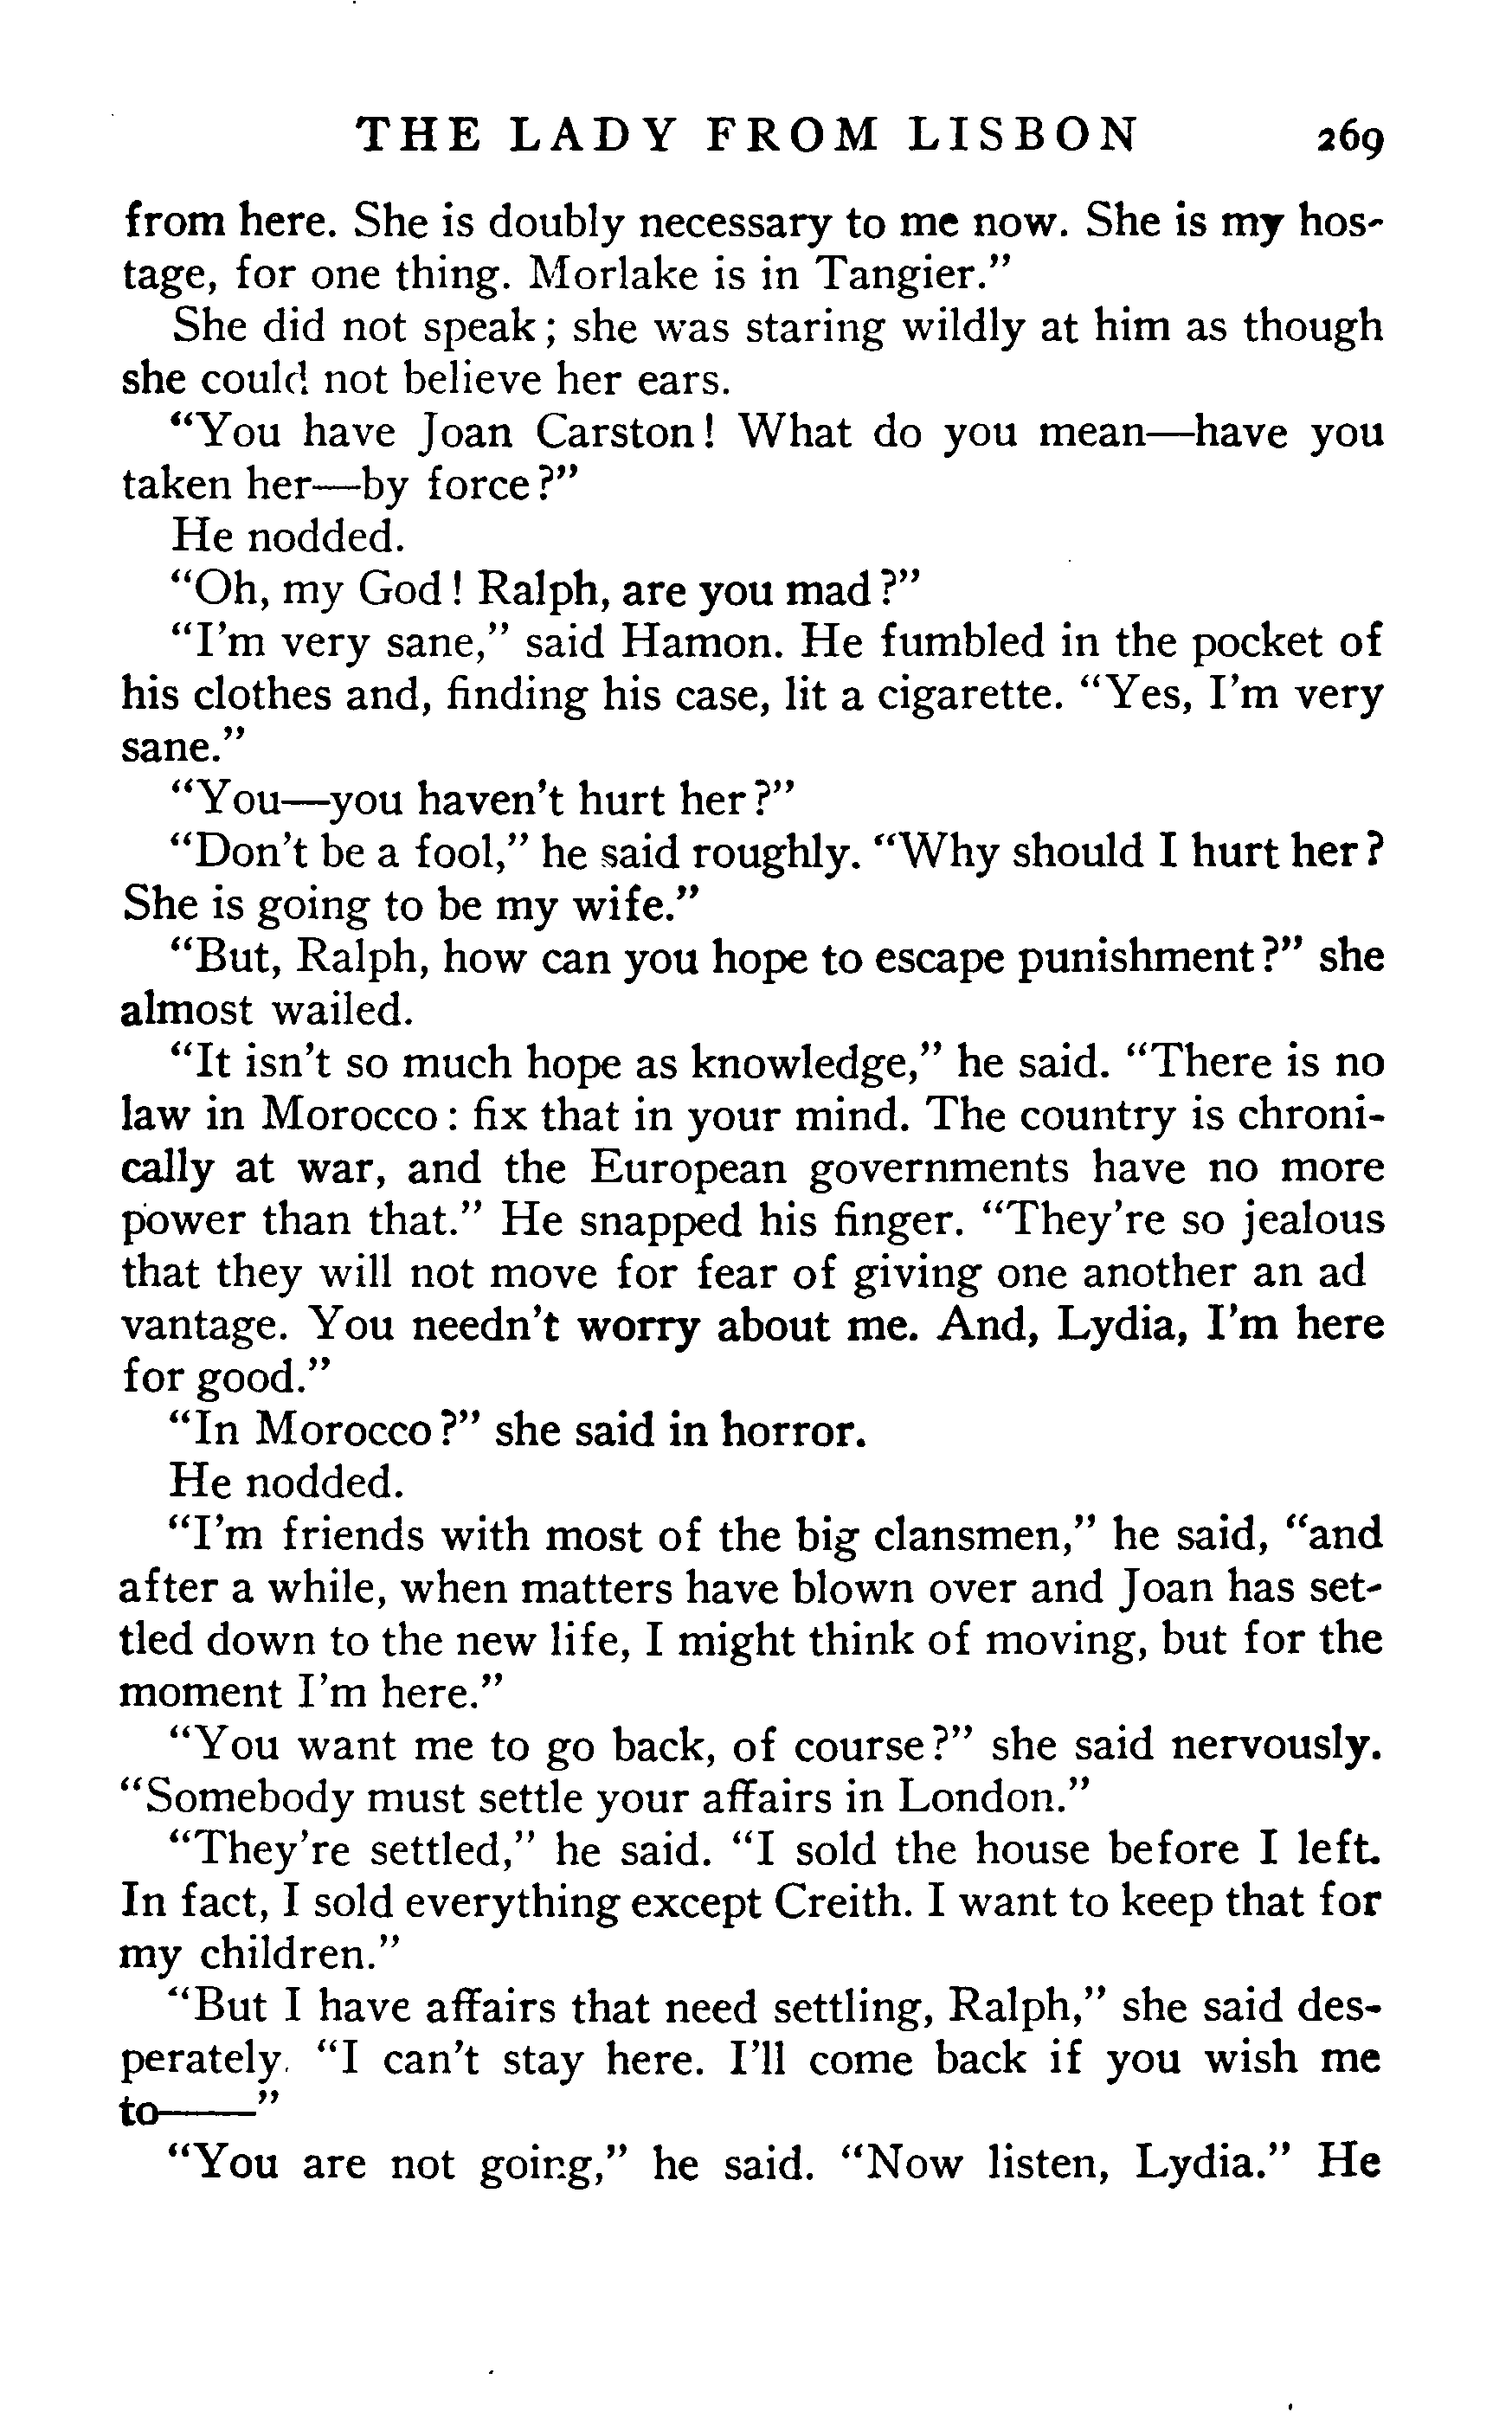 THE LADY FROM LISBON 269
from here. She is doubly necessary to me now. She is my hos-
tage, for one thing. Morlake is in Tangier."
She did not speak; she was staring wildly at him as though
she could not believe her ears.
"You have Joan Carston! What do you mean—have you
taken her—by force?"
He nodded.
"Oh, my God! Ralph, are you mad?"
"I'm very sane," said Hamon. He fumbled in the pocket of
his clothes and, finding his case, lit a cigarette. "Yes, I'm very
sane."
"You—you haven't hurt her?"
"Don't be a fool," he said roughly. "Why should I hurt her?
She is going to be my wife."
"But, Ralph, how can you hope to escape punishment?" she
almost wailed.
"It isn't so much hope as knowledge," he said. "There is no
law in Morocco: fix that in your mind. The country is chroni-
cally at war, and the European governments have no more
power than that." He snapped his finger. "They're so jealous
that they will not move for fear of giving one another an ad
vantage. You needn't worry about me. And, Lydia, I'm here
for good."
"In Morocco?" she said in horror.
He nodded.
"I'm friends with most of the big clansmen," he said, "and
after a while, when matters have blown over and Joan has set-
tled down to the new life, I might think of moving, but for the
moment I'm here."
"You want me to go back, of course?" she said nervously.
"Somebody must settle your affairs in London."
"They're settled," he said. "I sold the house before I left.
In fact, I sold everything except Creith. I want to keep that for
my children."
"But I have affairs that need settling, Ralph," she said des-
perately. "I can't stay here. I'll come back if you wish me
to——"
"You are not going," he said. "Now listen, Lydia." He